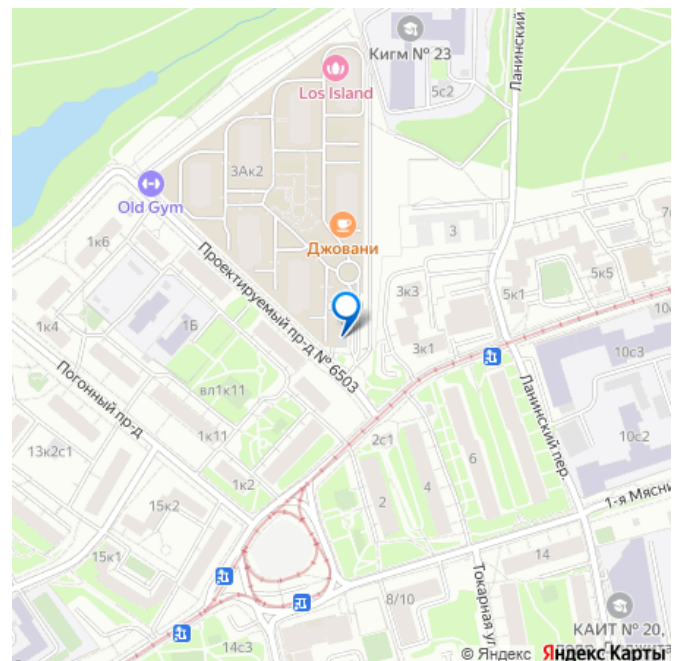 Кигм № 23
5с2
Ланинский
Los Island
3Ак2
Old Gym
Джовани
3
1к6
Проектируемый пр-д № 6503
3к3
5к1
5к5
1к4
1Б
3к1
10с3
вл1к11
Погонный пр-д
Ланинский пер.
1к11
13к2с1
2с1
10с2
6
1к2
2
4
15к2
1-я Мясни
15к1
14
8/10
Токарная ул
КАИТ № 20,
14с3
© Яндекс Яндекс Карты